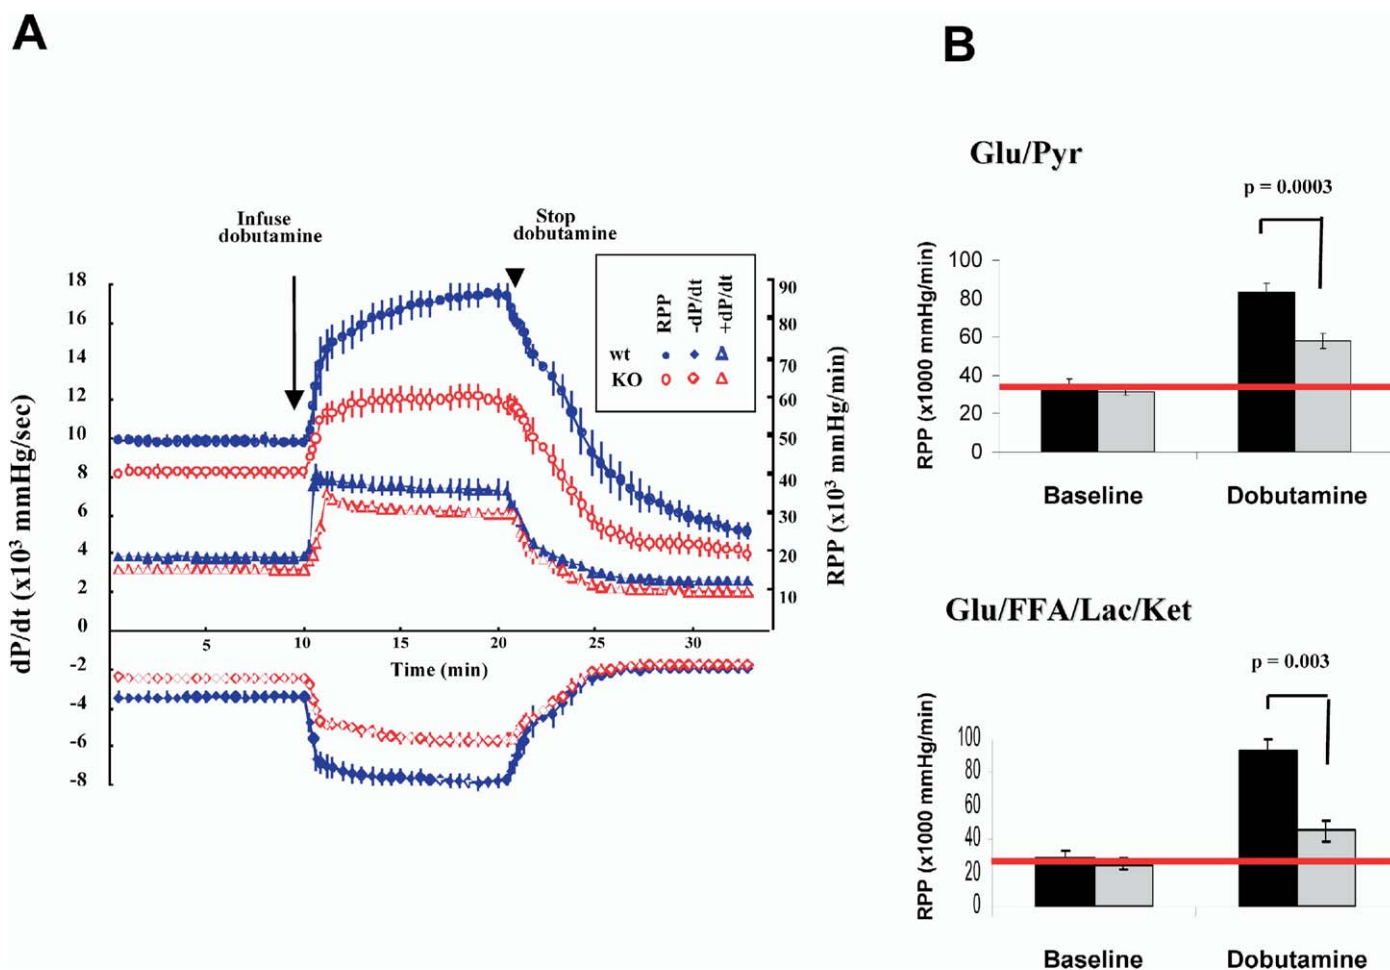 A
Infuse
dobutamine
Stop
dobutamine
RPP
-dP/dt
+dP/dt
wt
KO
18
16
14
12
10
8
6
4
2
0
-2
-4
-6
-8
dP/dt (x10³ mmHg/sec)
90
80
70
60
50
40
30
20
10
RPP (x10³ mmHg/min)
5
10
15
20
25
30
Time (min)
B
Glu/Pyr
p = 0.0003
RPP (x1000 mmHg/min)
100
80
60
40
20
0
Baseline
Dobutamine
Glu/FFA/Lac/Ket
p = 0.003
RPP (x1000 mmHg/min)
100
80
60
40
20
0
Baseline
Dobutamine